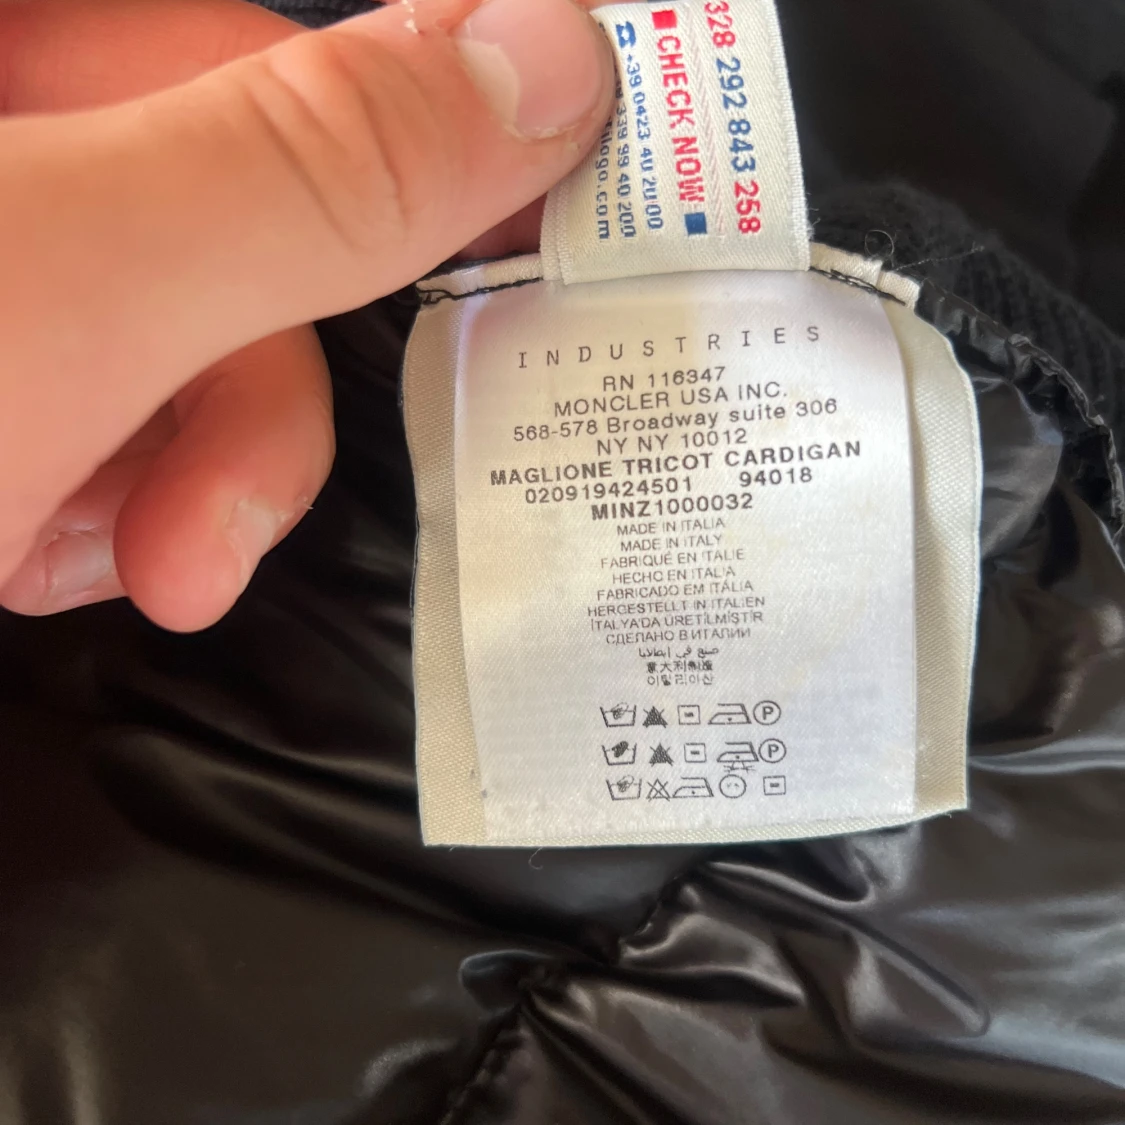 328 292 843 258
CHECK NOW
☎ +39 0423 40 2000
339 99 40 200
.com
INDUSTRIES
RN 116347
MONCLER USA INC.
568-578 Broadway suite 306
NY NY 10012
MAGLIONE TRICOT CARDIGAN
020919424501 94018
MINZ1000032
MADE IN ITALIA
MADE IN ITALY
FABRIQUÉ EN ITALIE
HECHO EN ITALIA
FABRICADO EM ITÁLIA
HERGESTELLT IN ITALIEN
İTALYA'DA ÜRETİLMİŞTİR
СДЕЛАНО В ИТАЛИИ
صنع في إيطاليا
意大利制造
이탈리아산
P
P